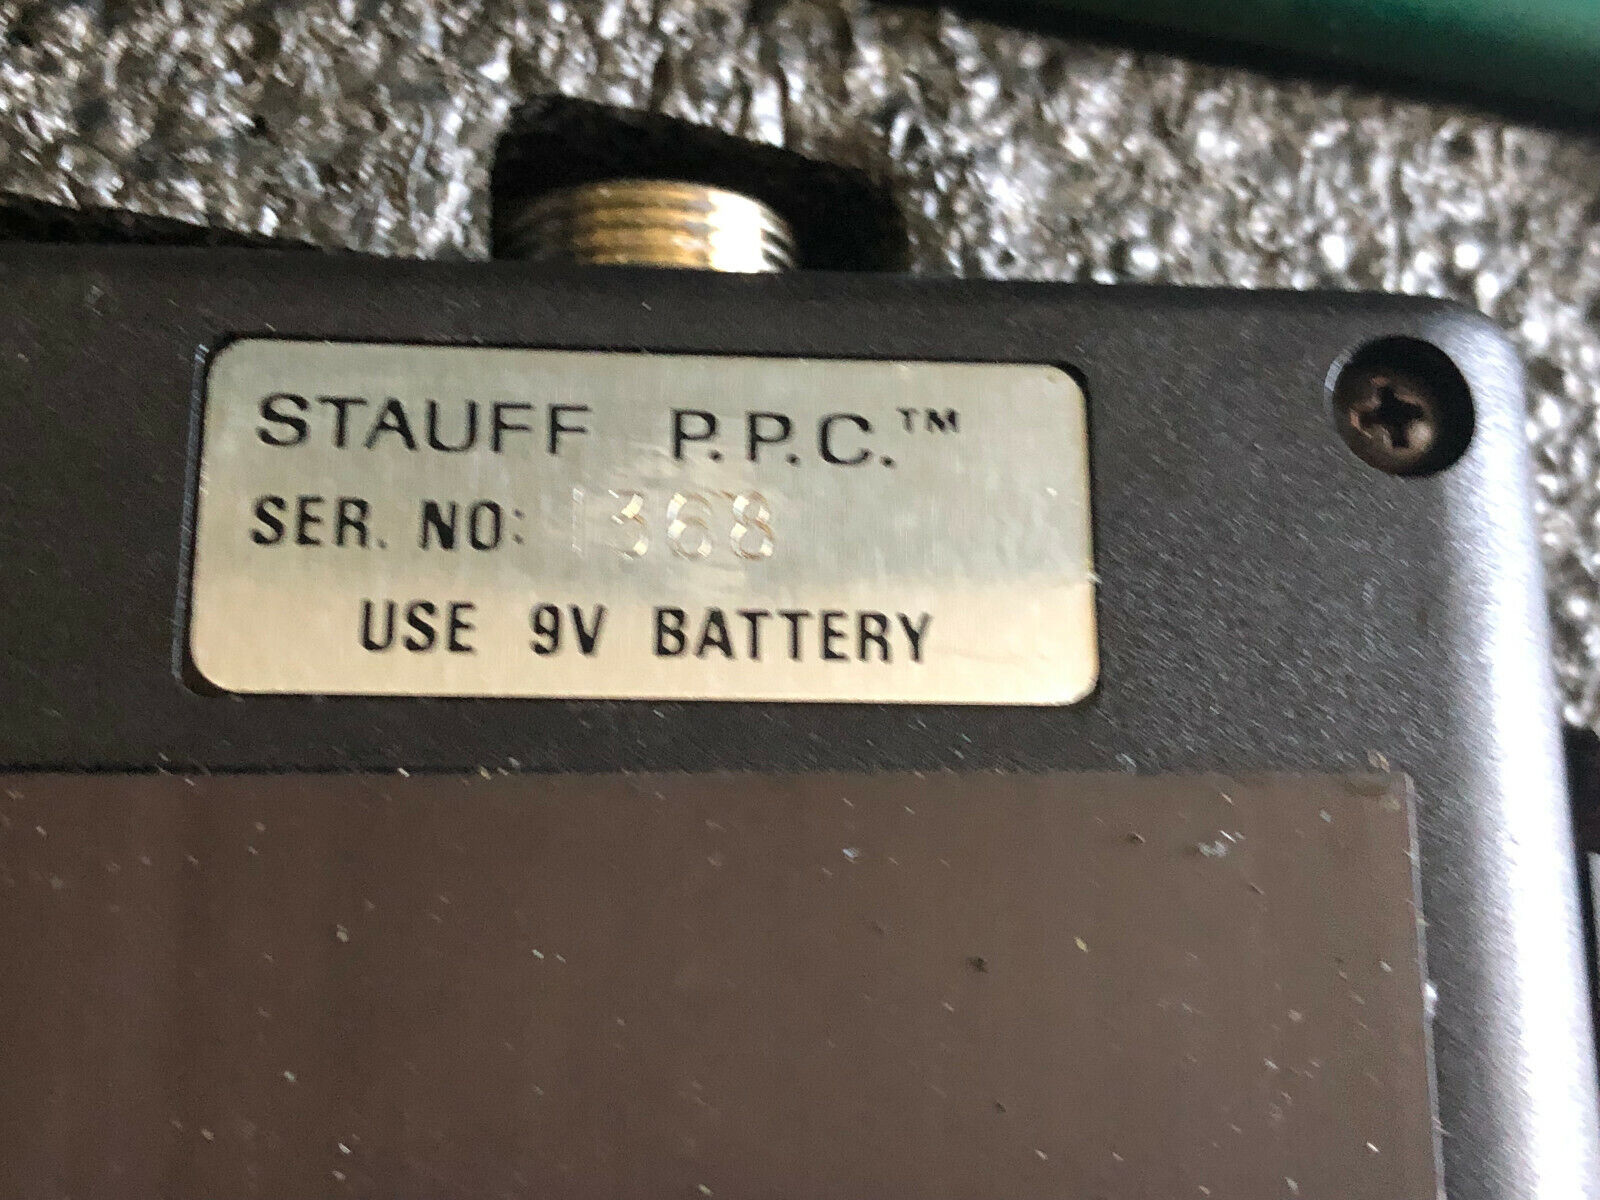 STAUFF P.P.C.™
SER. NO: 1368
USE 9V BATTERY